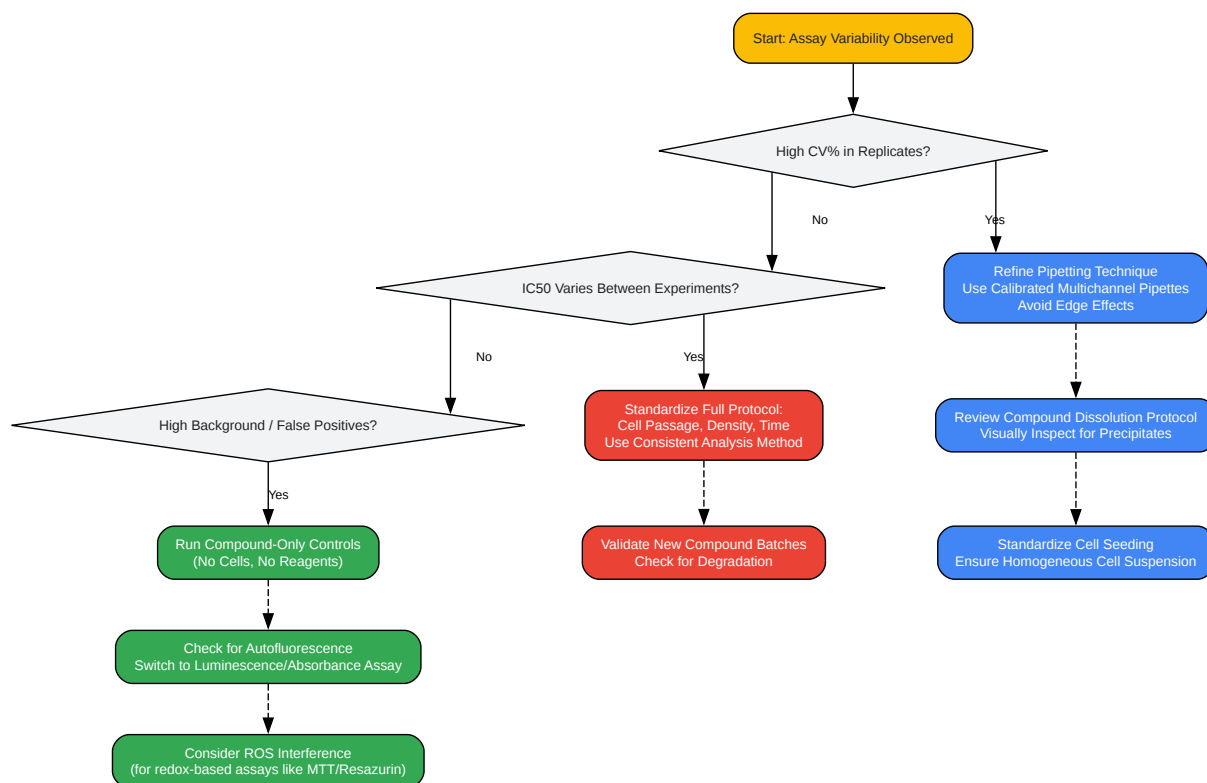 Start: Assay Variability Observed
High CV% in Replicates?
No
Yes
IC50 Varies Between Experiments?
Refine Pipetting Technique
Use Calibrated Multichannel Pipettes
Avoid Edge Effects
No
Yes
High Background / False Positives?
Standardize Full Protocol:
Cell Passage, Density, Time
Use Consistent Analysis Method
Review Compound Dissolution Protocol
Visually Inspect for Precipitates
Yes
Run Compound-Only Controls
(No Cells, No Reagents)
Validate New Compound Batches
Check for Degradation
Standardize Cell Seeding
Ensure Homogeneous Cell Suspension
Check for Autofluorescence
Switch to Luminescence/Absorbance Assay
Consider ROS Interference
(for redox-based assays like MTT/Resazurin)